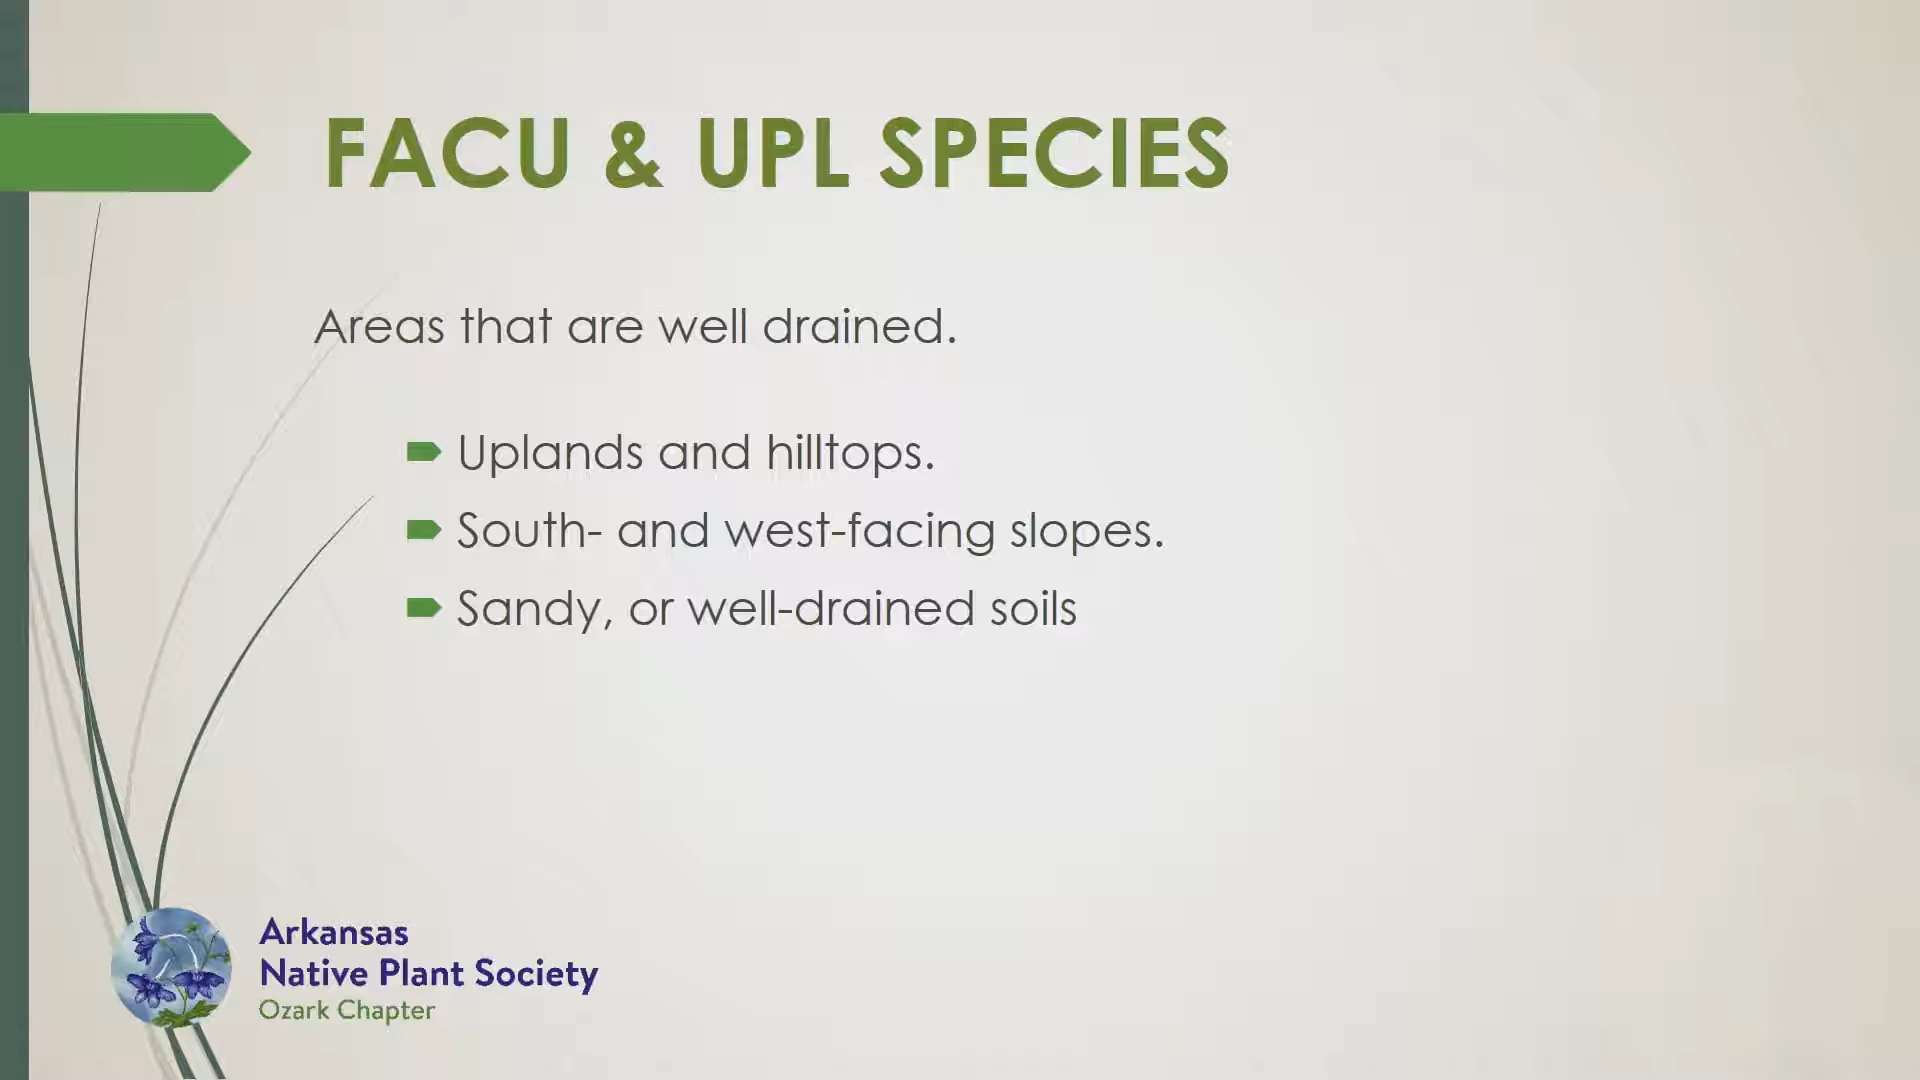 FACU & UPL SPECIES
Areas that are well drained.
Uplands and hilltops.
South- and west-facing slopes.
Sandy, or well-drained soils
Arkansas
Native Plant Society
Ozark Chapter